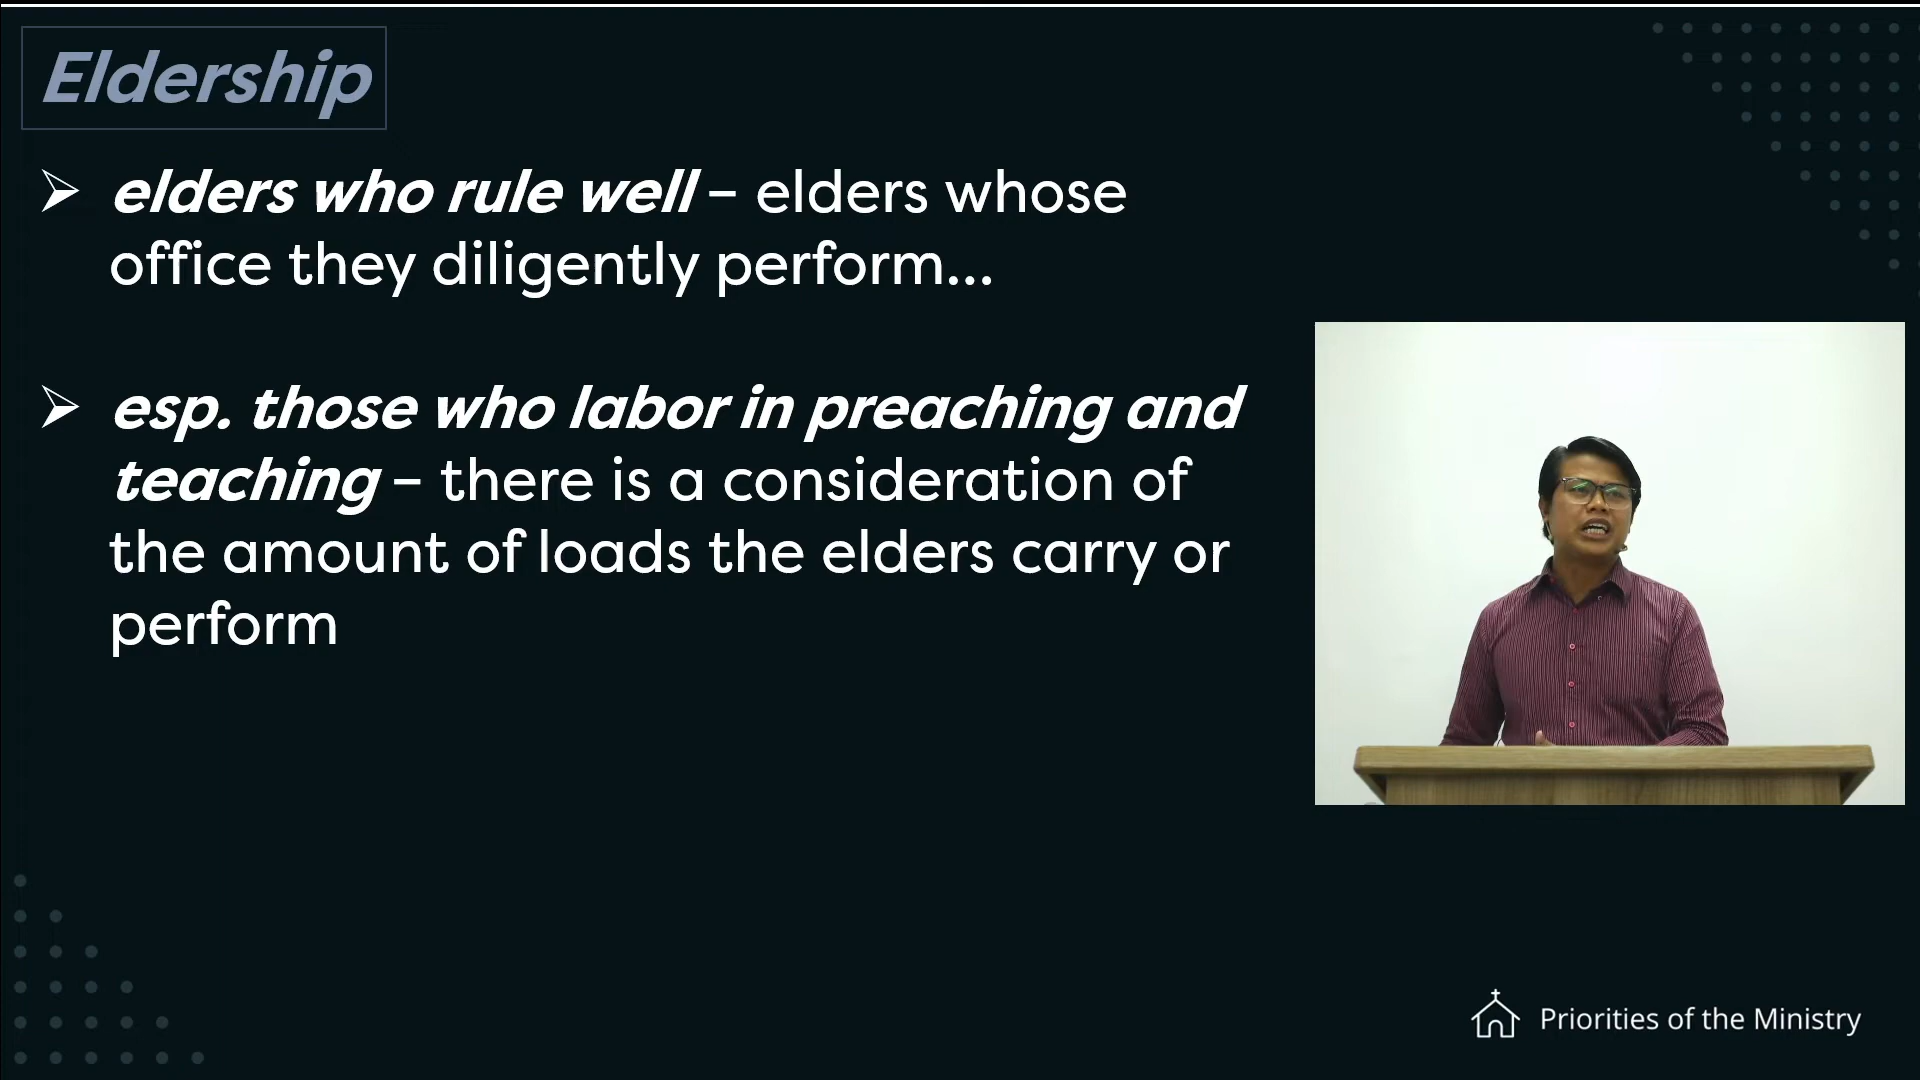 Eldership
➢ elders who rule well – elders whose
office they diligently perform...
➢ esp. those who labor in preaching and
teaching – there is a consideration of
the amount of loads the elders carry or
perform
Priorities of the Ministry